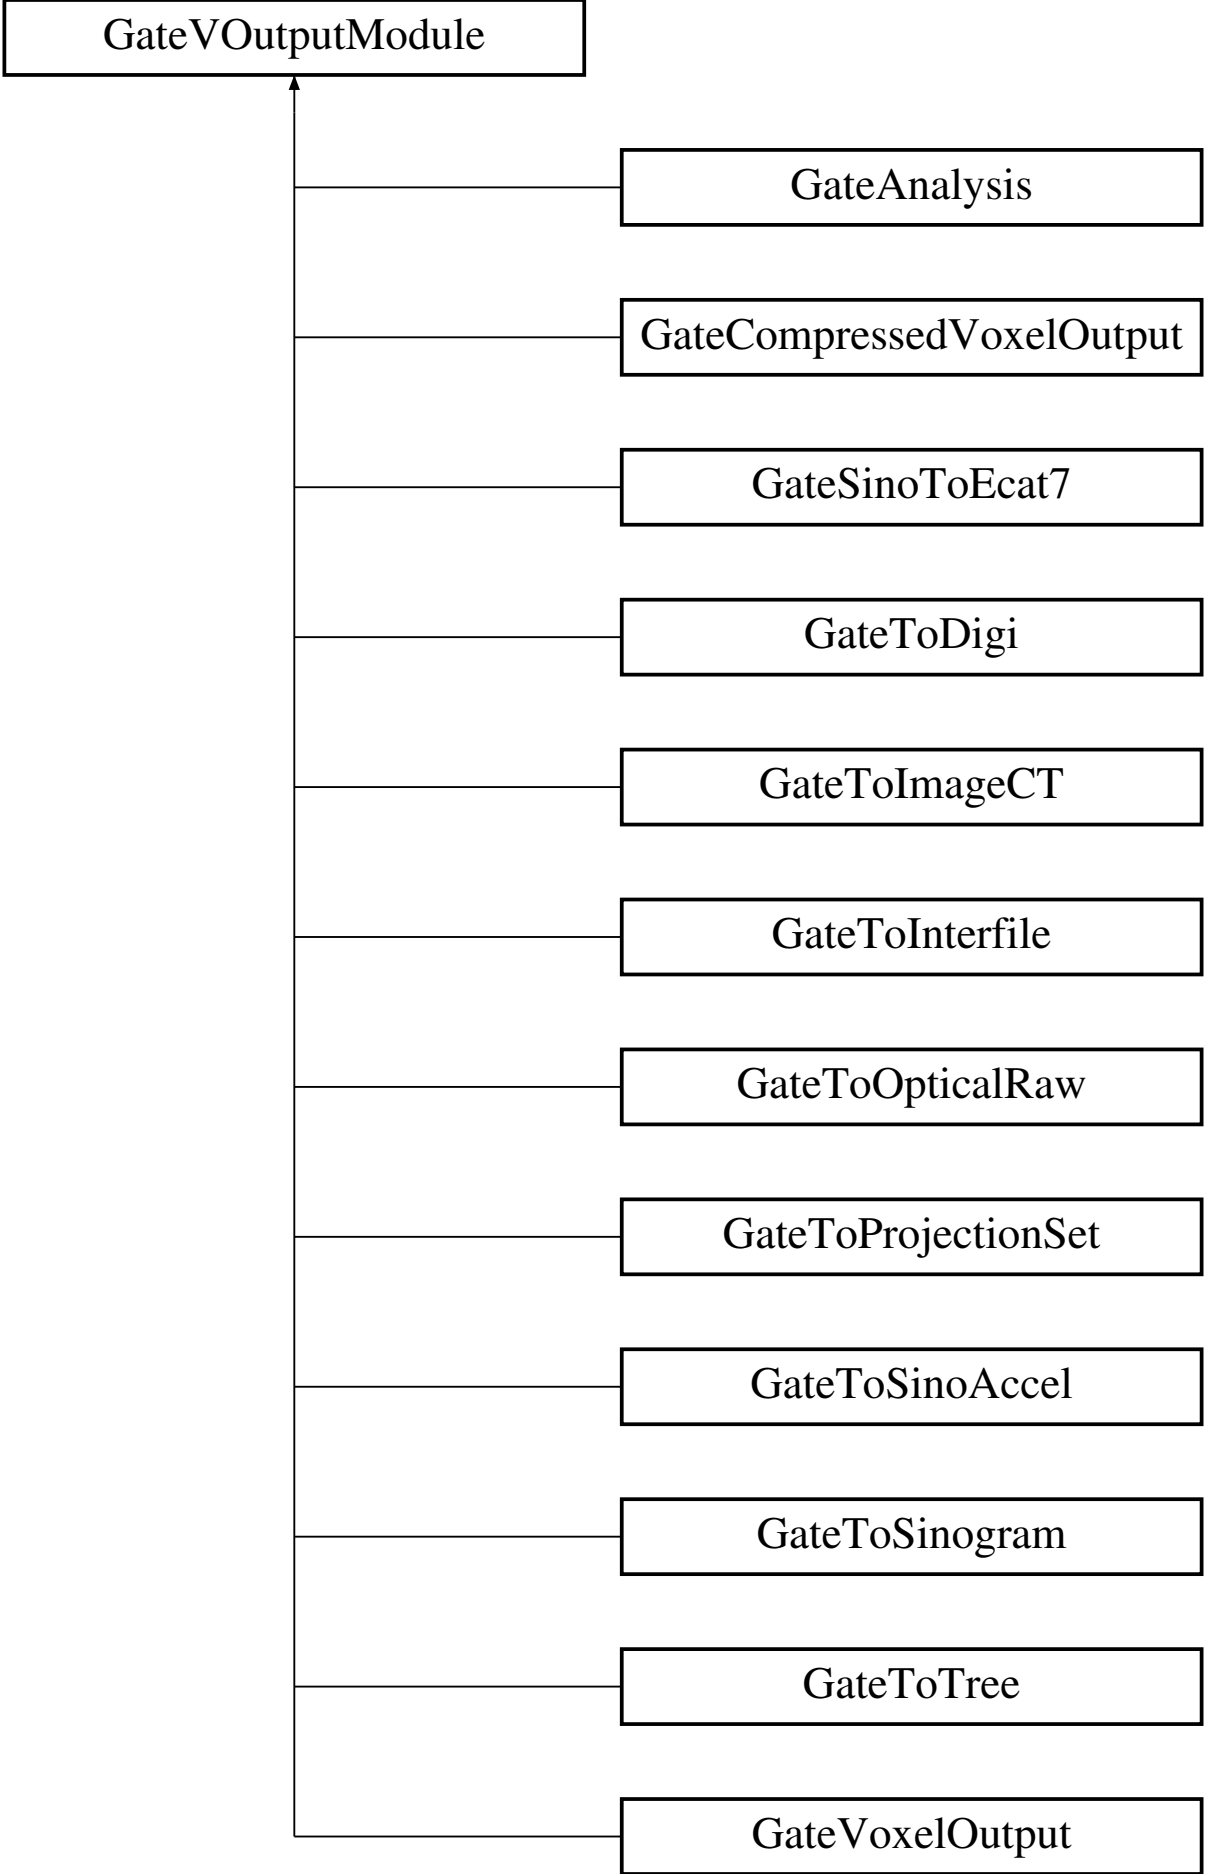 GateVOutputModule
GateAnalysis
GateCompressedVoxelOutput
GateSinoToEcat7
GateToDigi
GateToImageCT
GateToInterfile
GateToOpticalRaw
GateToProjectionSet
GateToSinoAccel
GateToSinogram
GateToTree
GateVoxelOutput